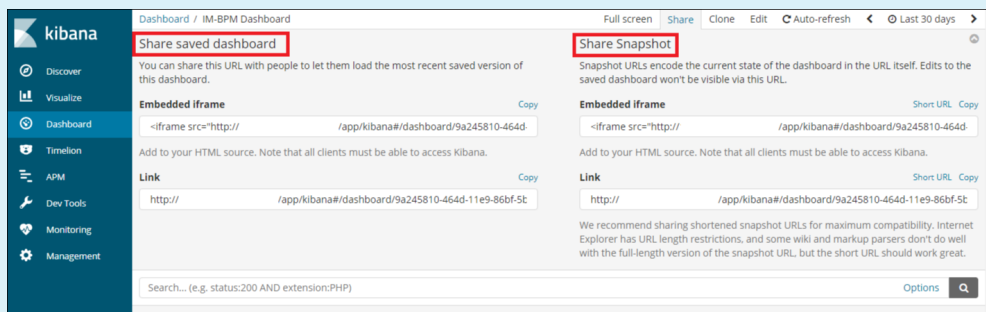 kibana
Discover
Visualize
Dashboard
Timelion
APM
Dev Tools
Monitoring
Management
Dashboard / IM-BPM Dashboard
Full screen Share Clone Edit Auto-refresh Last 30 days
Share saved dashboard
You can share this URL with people to let them load the most recent saved version of
this dashboard.
Embedded iframe Copy
<iframe src="http:// /app/kibana#/dashboard/9a245810-464d-
Add to your HTML source. Note that all clients must be able to access Kibana.
Link Copy
http:// /app/kibana#/dashboard/9a245810-464d-11e9-86bf-5b
Share Snapshot
Snapshot URLs encode the current state of the dashboard in the URL itself. Edits to the
saved dashboard won't be visible via this URL.
Embedded iframe Short URL Copy
<iframe src="http:// /app/kibana#/dashboard/9a245810-464d-
Add to your HTML source. Note that all clients must be able to access Kibana.
Link Short URL Copy
http:// /app/kibana#/dashboard/9a245810-464d-11e9-86bf-5b
We recommend sharing shortened snapshot URLs for maximum compatibility. Internet
Explorer has URL length restrictions, and some wiki and markup parsers don't do well
with the full-length version of the snapshot URL, but the short URL should work great.
Search... (e.g. status:200 AND extension:PHP) Options